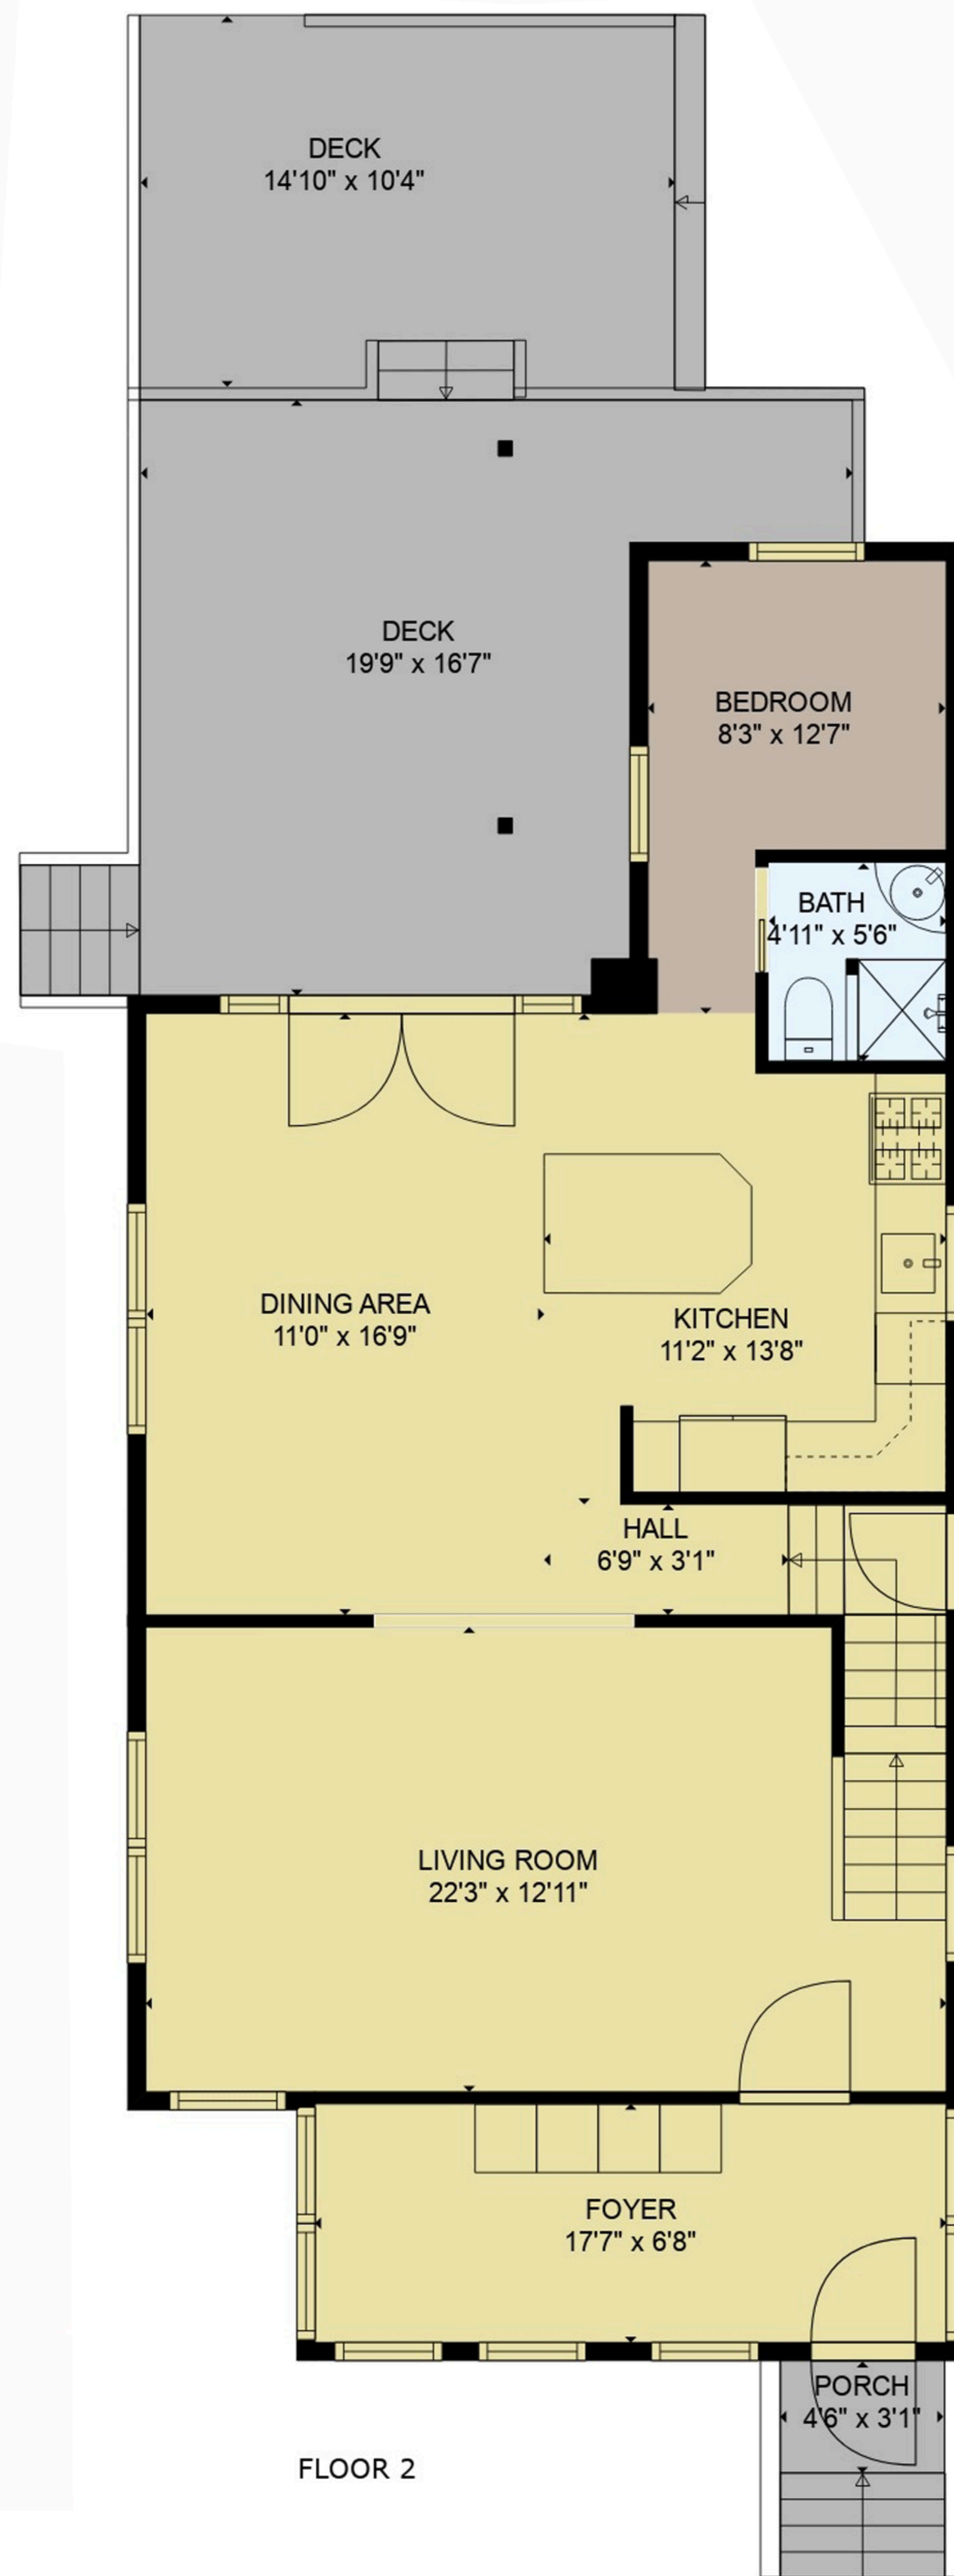 DECK
14'10" x 10'4"
DECK
19'9" x 16'7"
BEDROOM
8'3" x 12'7"
BATH
4'11" x 5'6"
DINING AREA
11'0" x 16'9"
KITCHEN
11'2" x 13'8"
HALL
6'9" x 3'1"
LIVING ROOM
22'3" x 12'11"
FOYER
17'7" x 6'8"
PORCH
4'6" x 3'1"
FLOOR 2